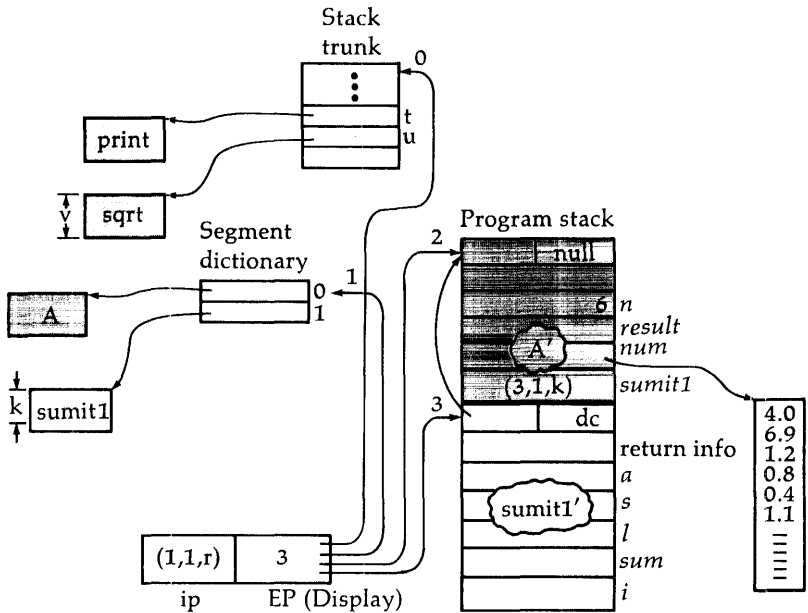 Stack
trunk
0
t
print
u
v
sqrt
Program stack
Segment
dictionary
2
null
1
0
A
1
6 n
result
A′
num
(3,1,k)
sumit1
k
sumit1
3
dc
4.0
6.9
return info
1.2
a
0.8
0.4
s
sumit1′
1.1
l
(1,1,r)
3
sum
ip
EP (Display)
i